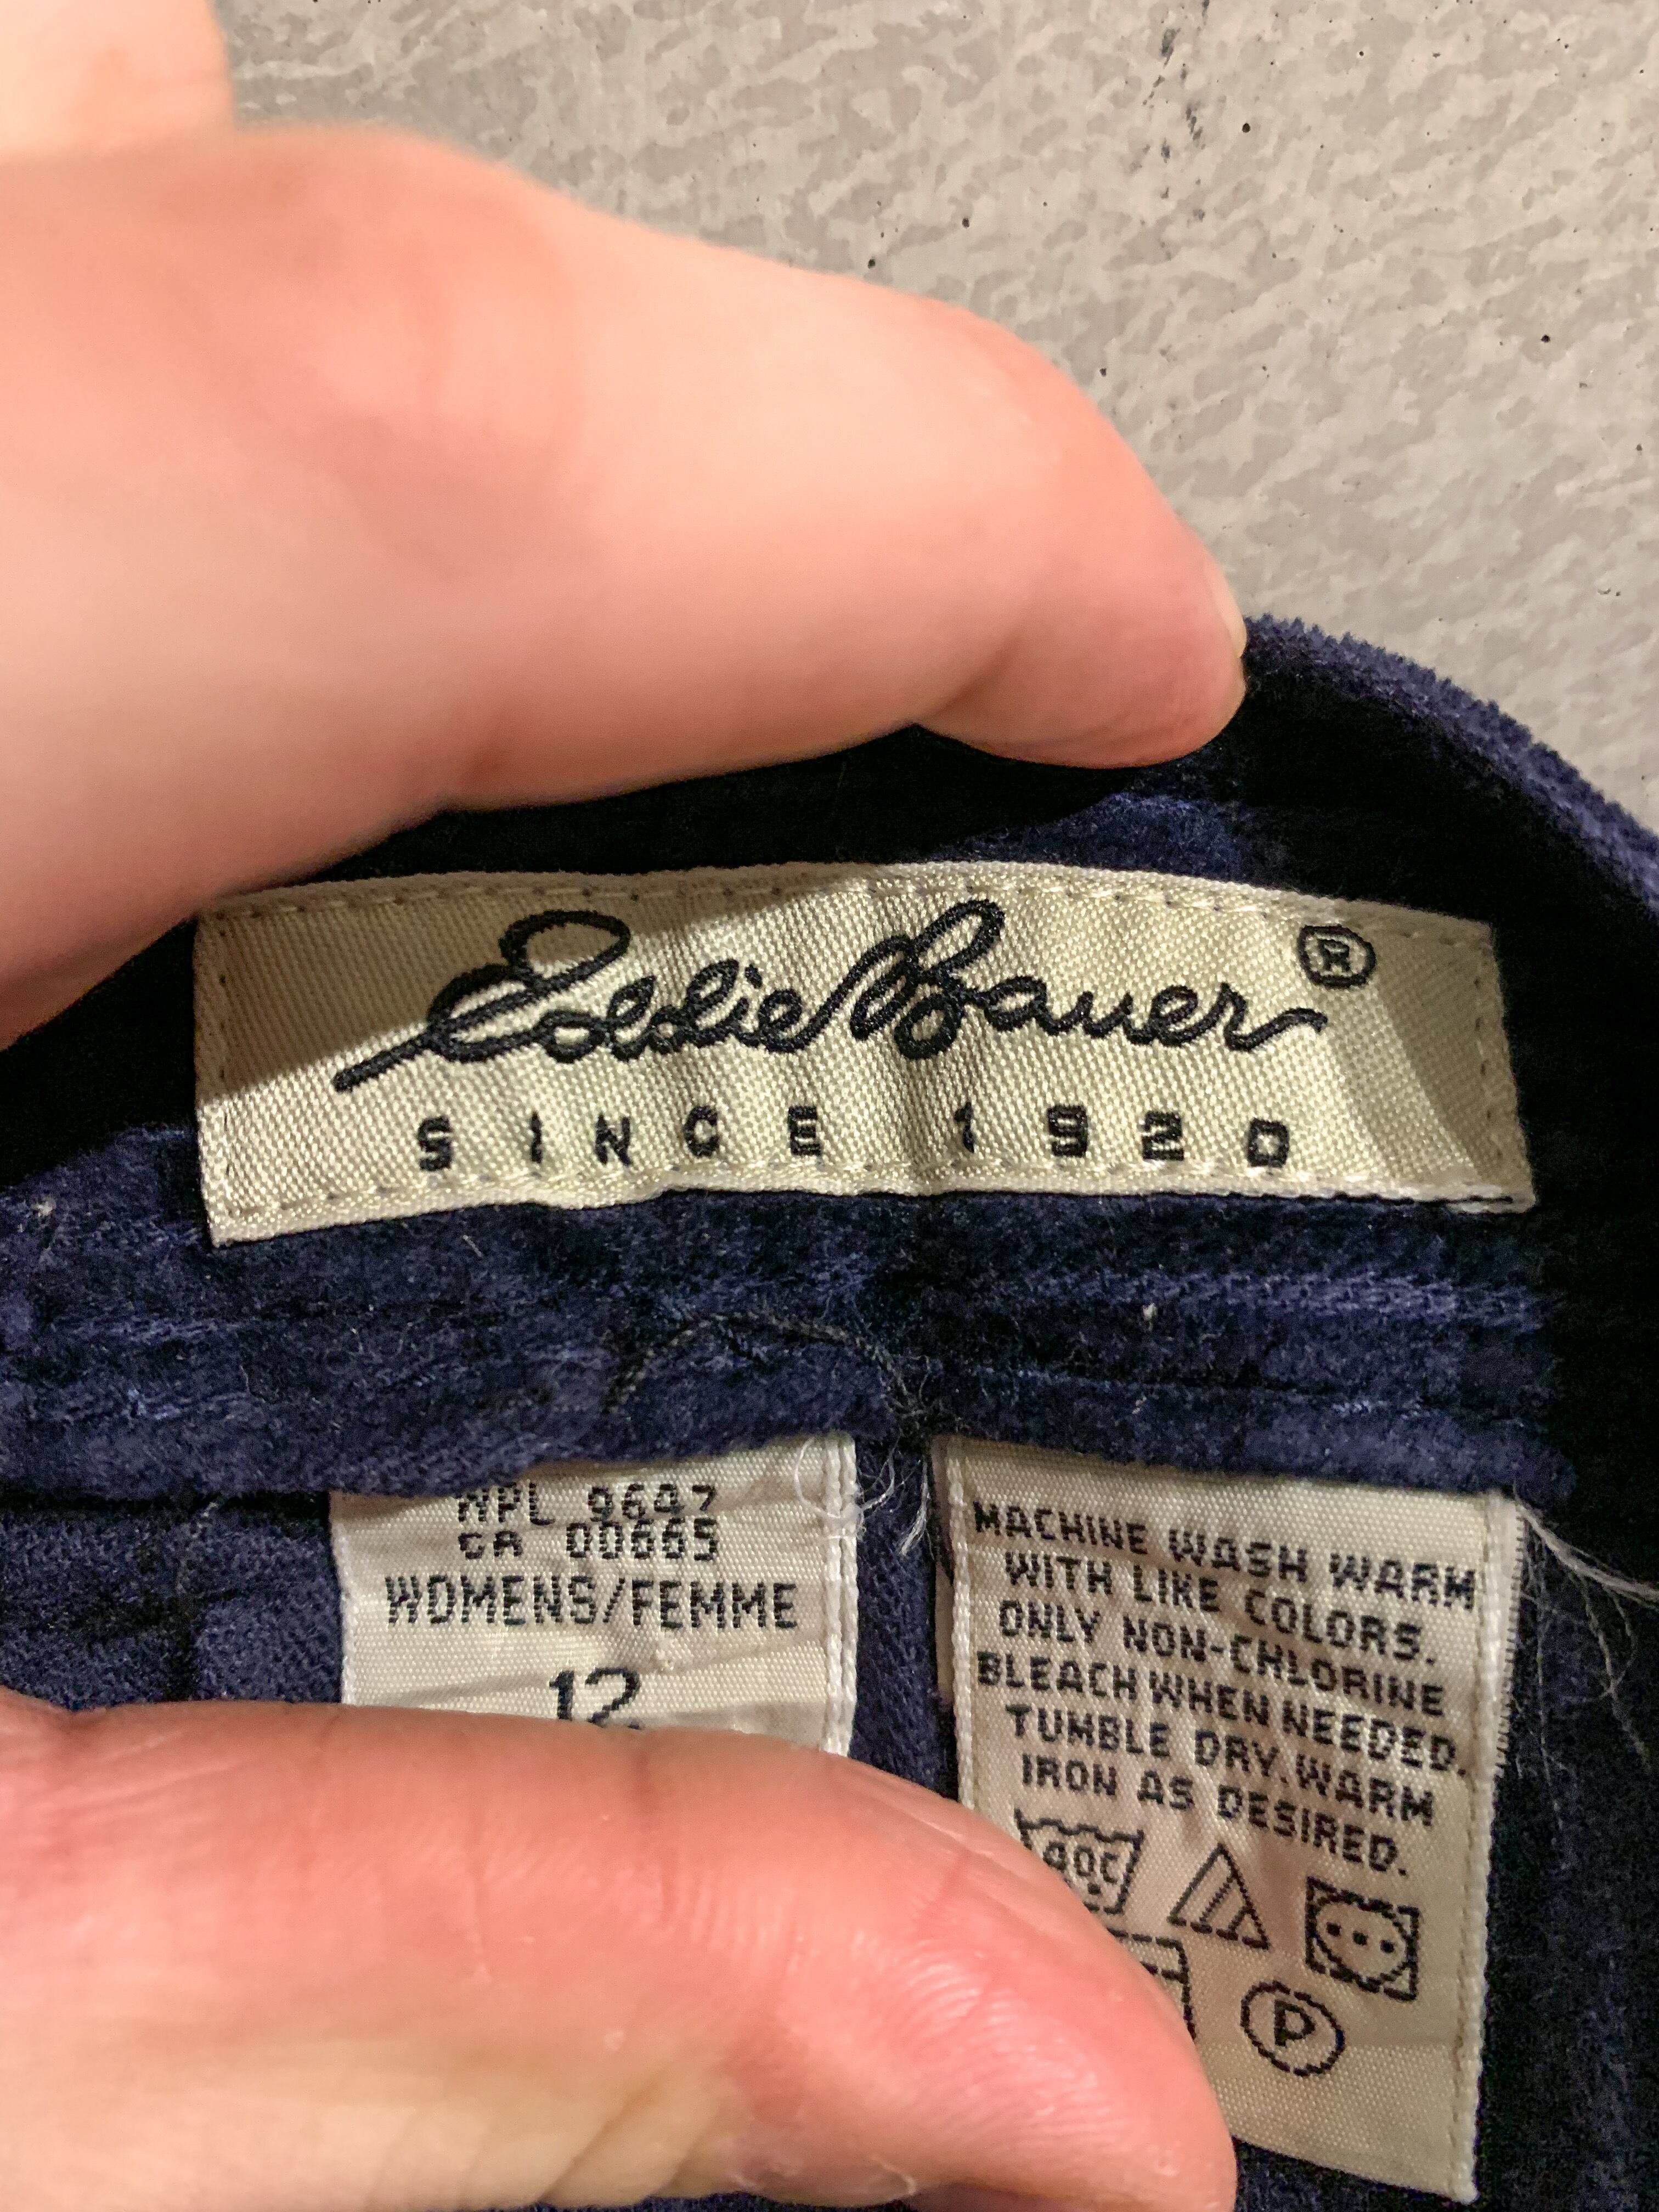 Eddie Bauer®
SINCE 1920
NPL 9647
CA 00665
WOMENS/FEMME
12
MACHINE WASH WARM
WITH LIKE COLORS.
ONLY NON-CHLORINE
BLEACH WHEN NEEDED.
TUMBLE DRY. WARM
IRON AS DESIRED.
40C
P